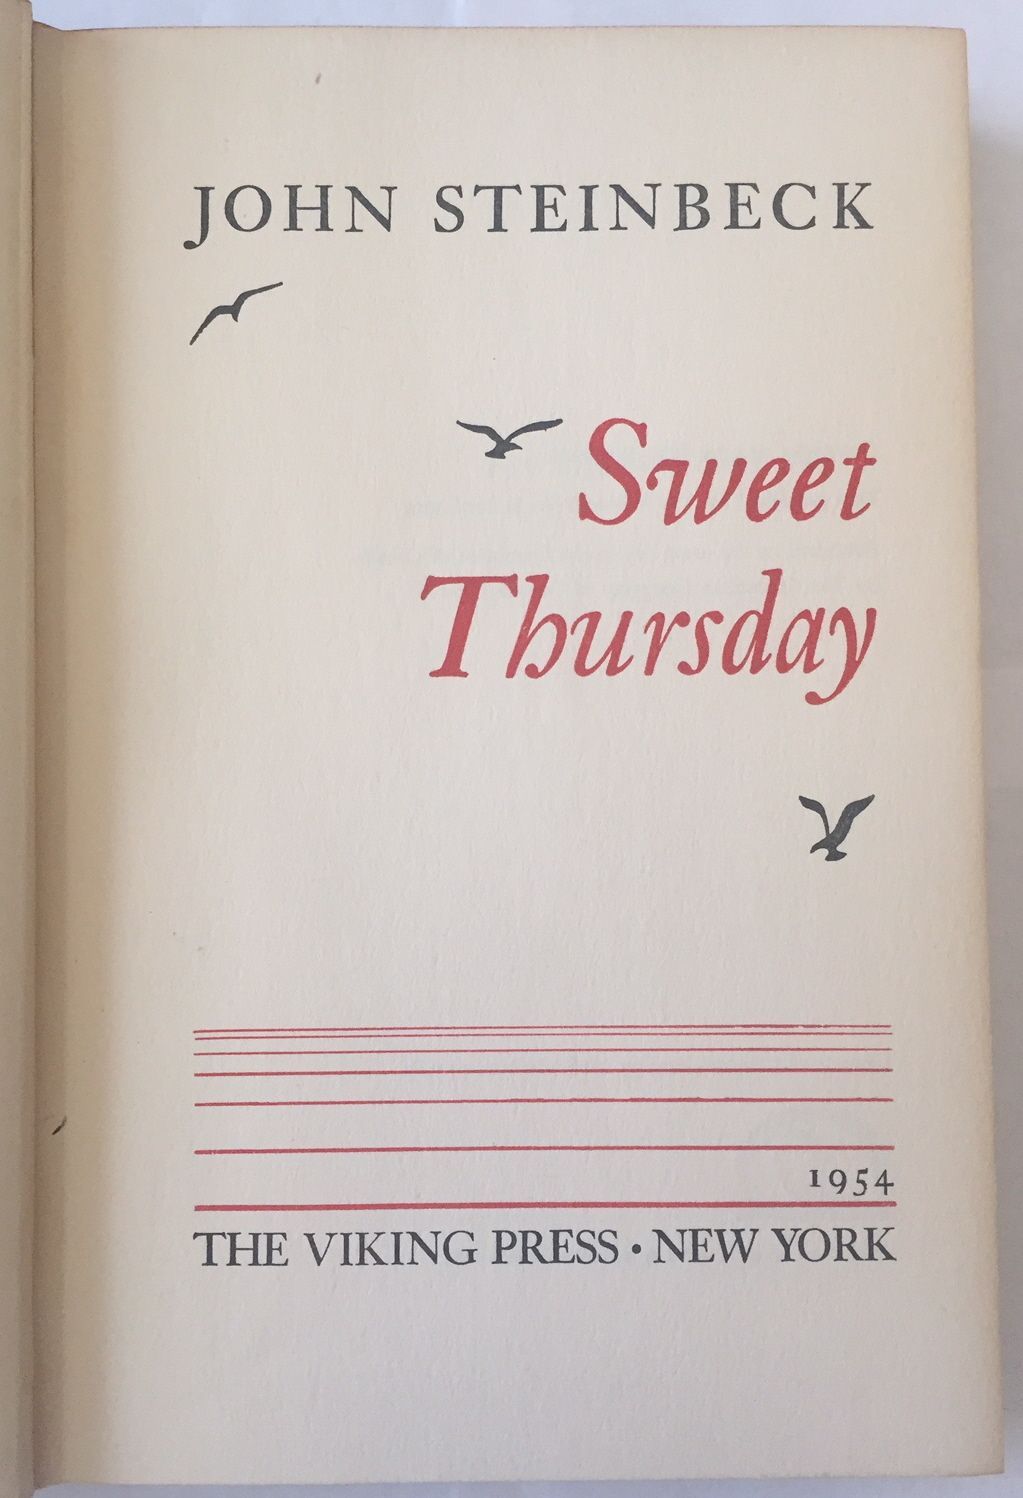 JOHN STEINBECK
Sweet
Thursday
1954
THE VIKING PRESS • NEW YORK